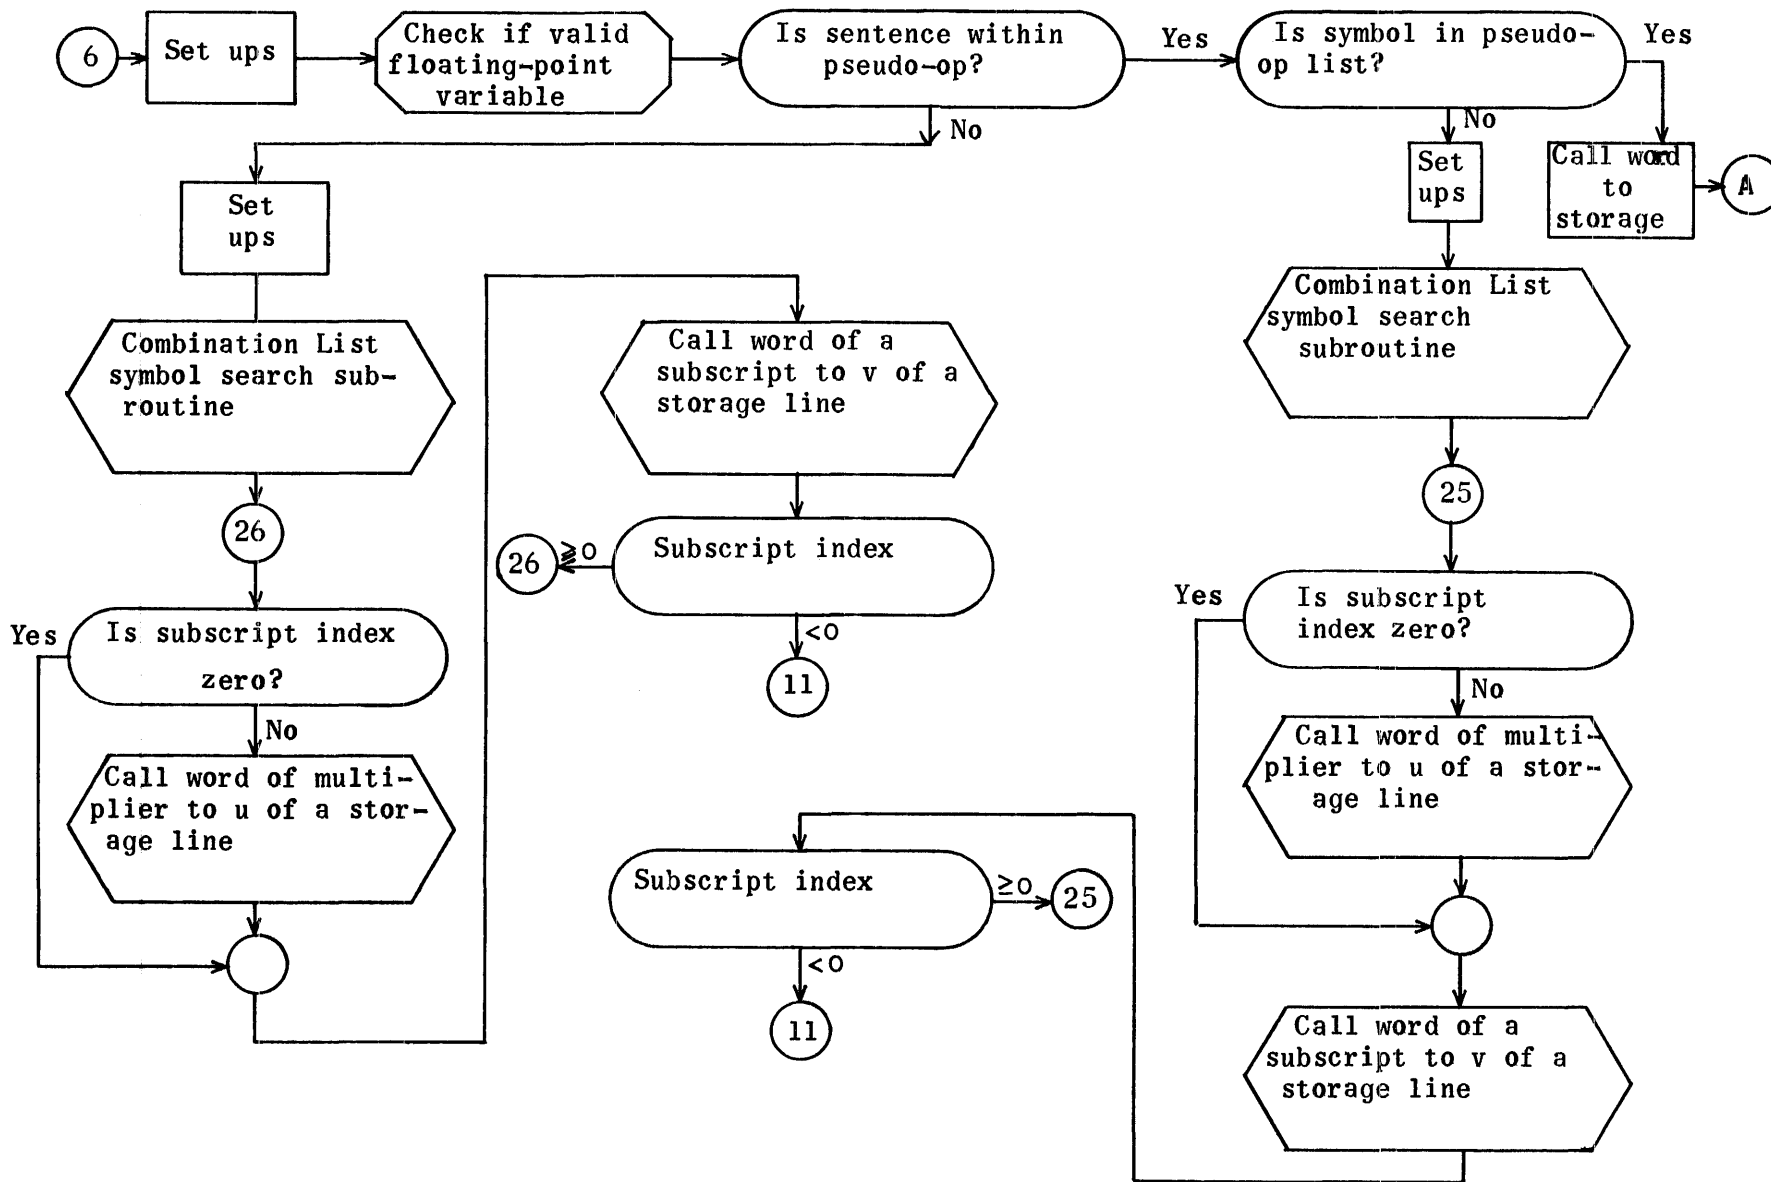 6
Set ups
Check if valid
floating-point
variable
Is sentence within
pseudo-op?
Yes
Is symbol in pseudo-
op list?
Yes
No
No
Set
ups
Call word
to
storage
A
Set
ups
Combination List
symbol search sub-
routine
26
Is subscript index
zero?
Yes
No
Call word of multi-
plier to u of a stor-
age line
Call word of a
subscript to v of a
storage line
Subscript index
≥0
26
<0
11
Combination List
symbol search
subroutine
25
Is subscript
index zero?
Yes
No
Call word of multi-
plier to u of a stor-
age line
Call word of a
subscript to v of a
storage line
Subscript index
≥0
25
<0
11